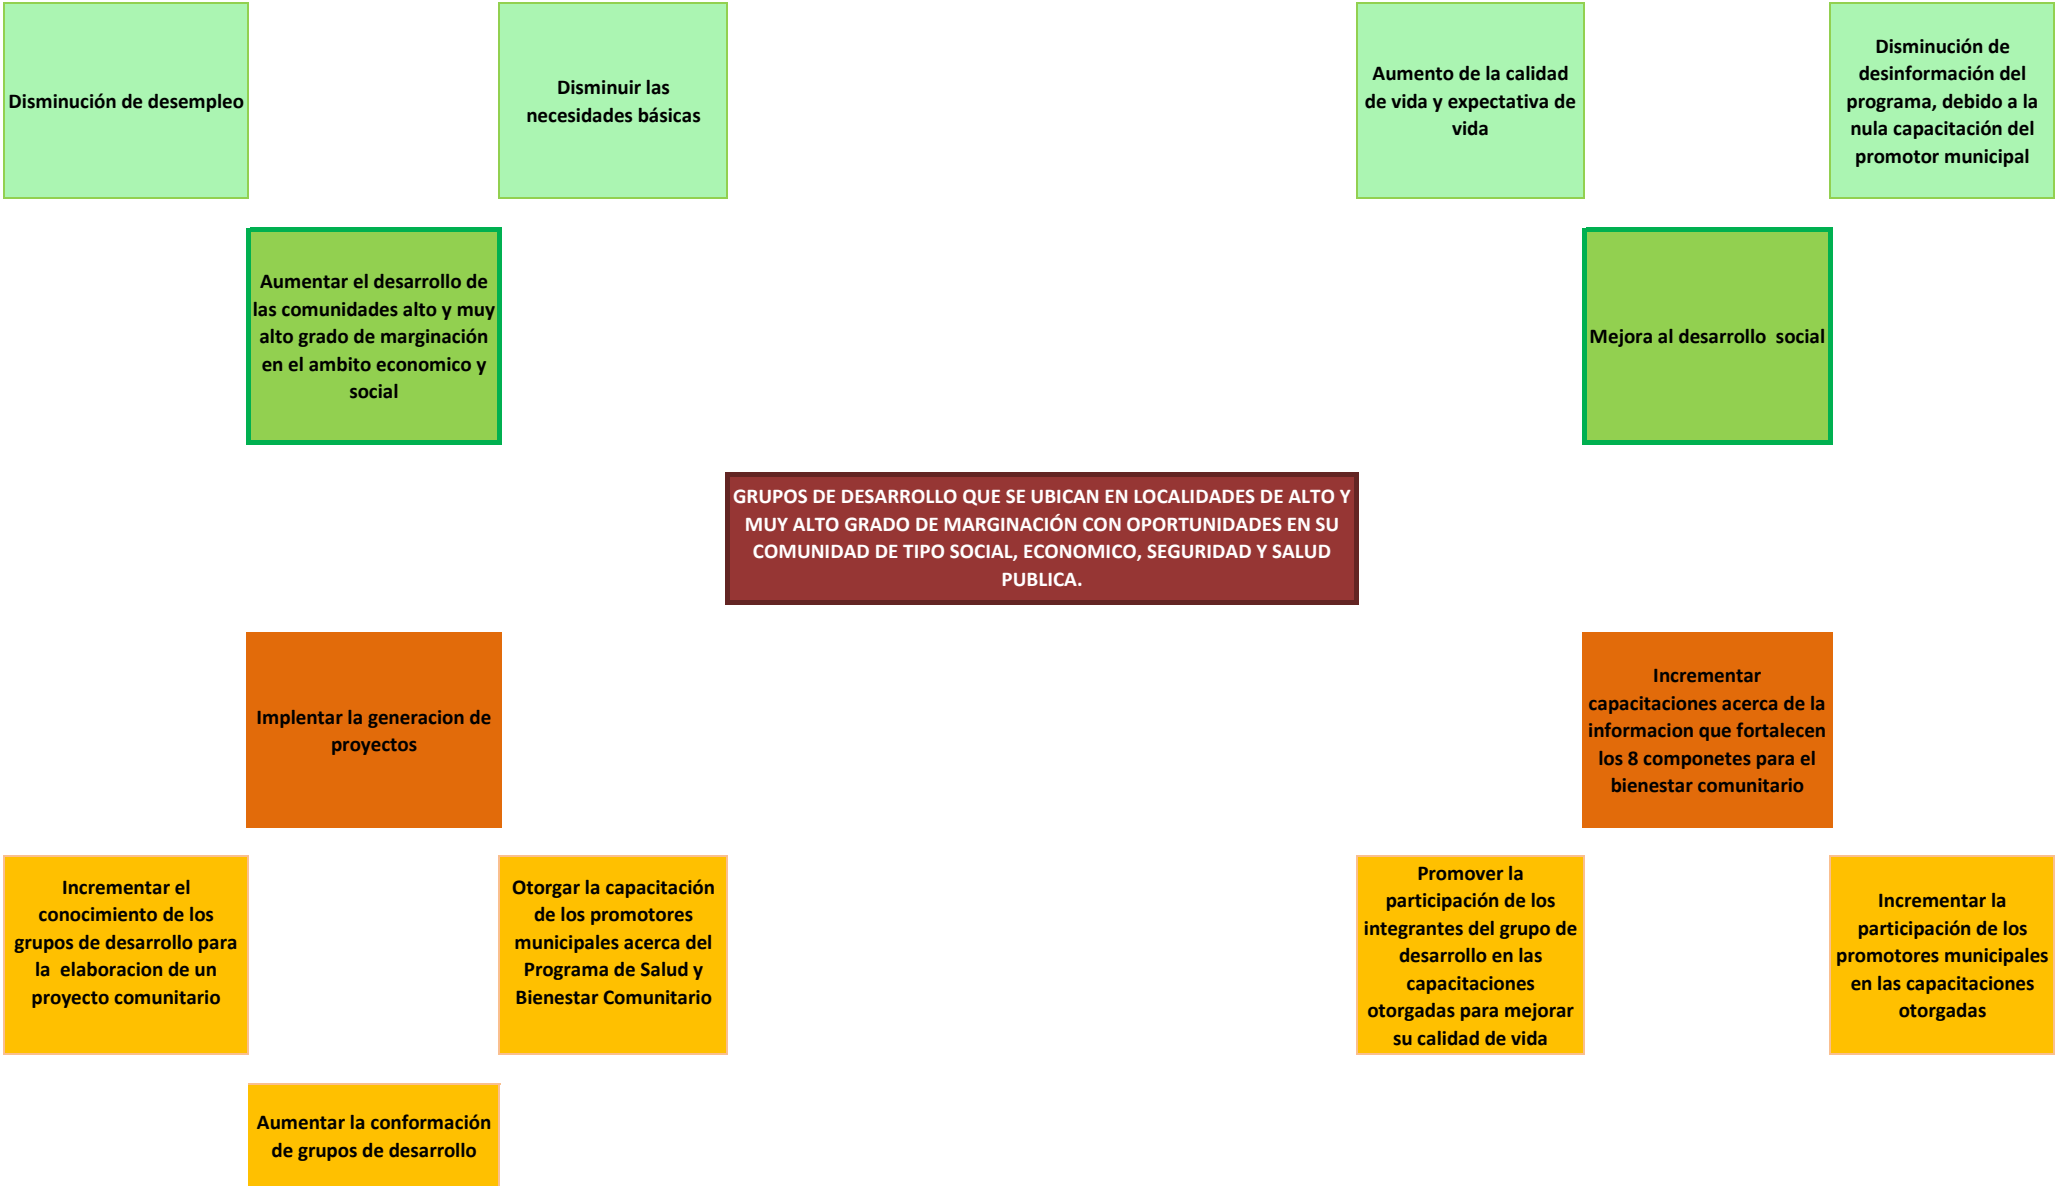 Disminución de desempleo
Disminuir las
necesidades básicas
Aumento de la calidad
de vida y expectativa de
vida
Disminución de
desinformación del
programa, debido a la
nula capacitación del
promotor municipal
Aumentar el desarrollo de
las comunidades alto y muy
alto grado de marginación
en el ambito economico y
social
Mejora al desarrollo  social
GRUPOS DE DESARROLLO QUE SE UBICAN EN LOCALIDADES DE ALTO Y
MUY ALTO GRADO DE MARGINACIÓN CON OPORTUNIDADES EN SU
COMUNIDAD DE TIPO SOCIAL, ECONOMICO, SEGURIDAD Y SALUD
PUBLICA.
Implentar la generacion de
proyectos
Incrementar
capacitaciones acerca de la
informacion que fortalecen
los 8 componetes para el
bienestar comunitario
Incrementar el
conocimiento de los
grupos de desarrollo para
la  elaboracion de un
proyecto comunitario
Otorgar la capacitación
de los promotores
municipales acerca del
Programa de Salud y
Bienestar Comunitario
Promover la
participación de los
integrantes del grupo de
desarrollo en las
capacitaciones
otorgadas para mejorar
su calidad de vida
Incrementar la
participación de los
promotores municipales
en las capacitaciones
otorgadas
Aumentar la conformación
de grupos de desarrollo